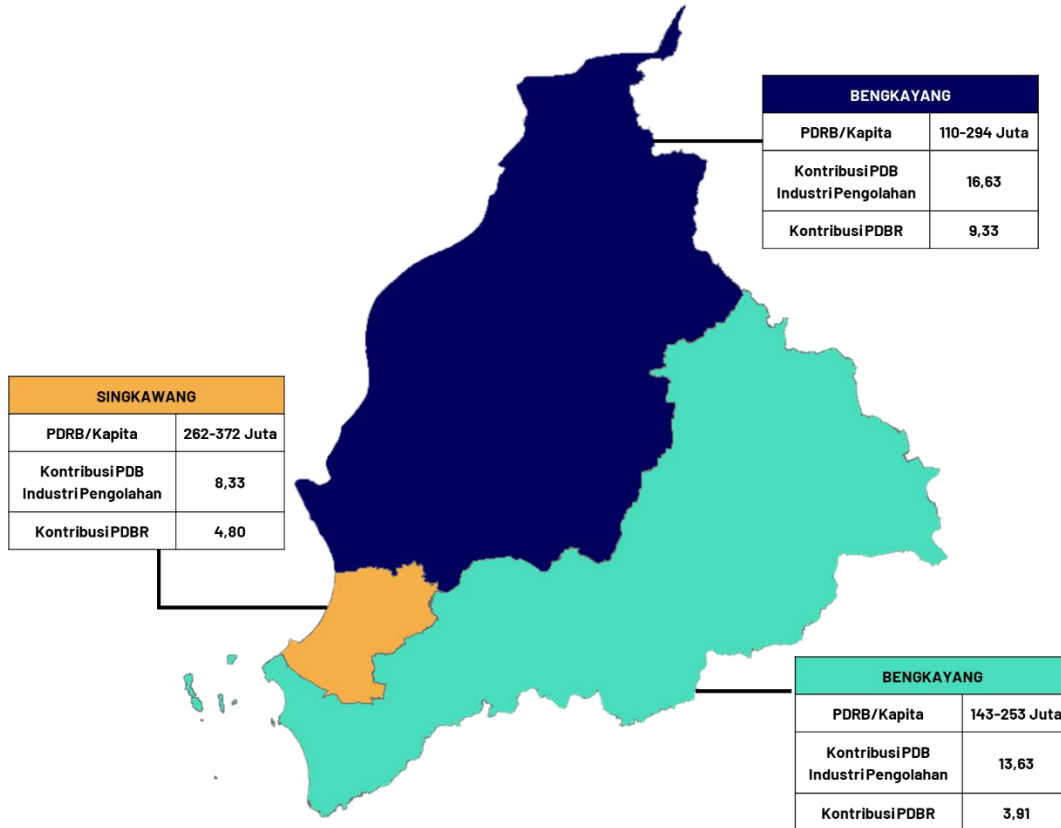 BENGKAYANG
PDRB/Kapita 110-294 Juta
Kontribusi PDB
Industri Pengolahan 16,63
Kontribusi PDBR 9,33
SINGKAWANG
PDRB/Kapita 262-372 Juta
Kontribusi PDB
Industri Pengolahan 8,33
Kontribusi PDBR 4,80
BENGKAYANG
PDRB/Kapita 143-253 Juta
Kontribusi PDB
Industri Pengolahan 13,63
Kontribusi PDBR 3,91